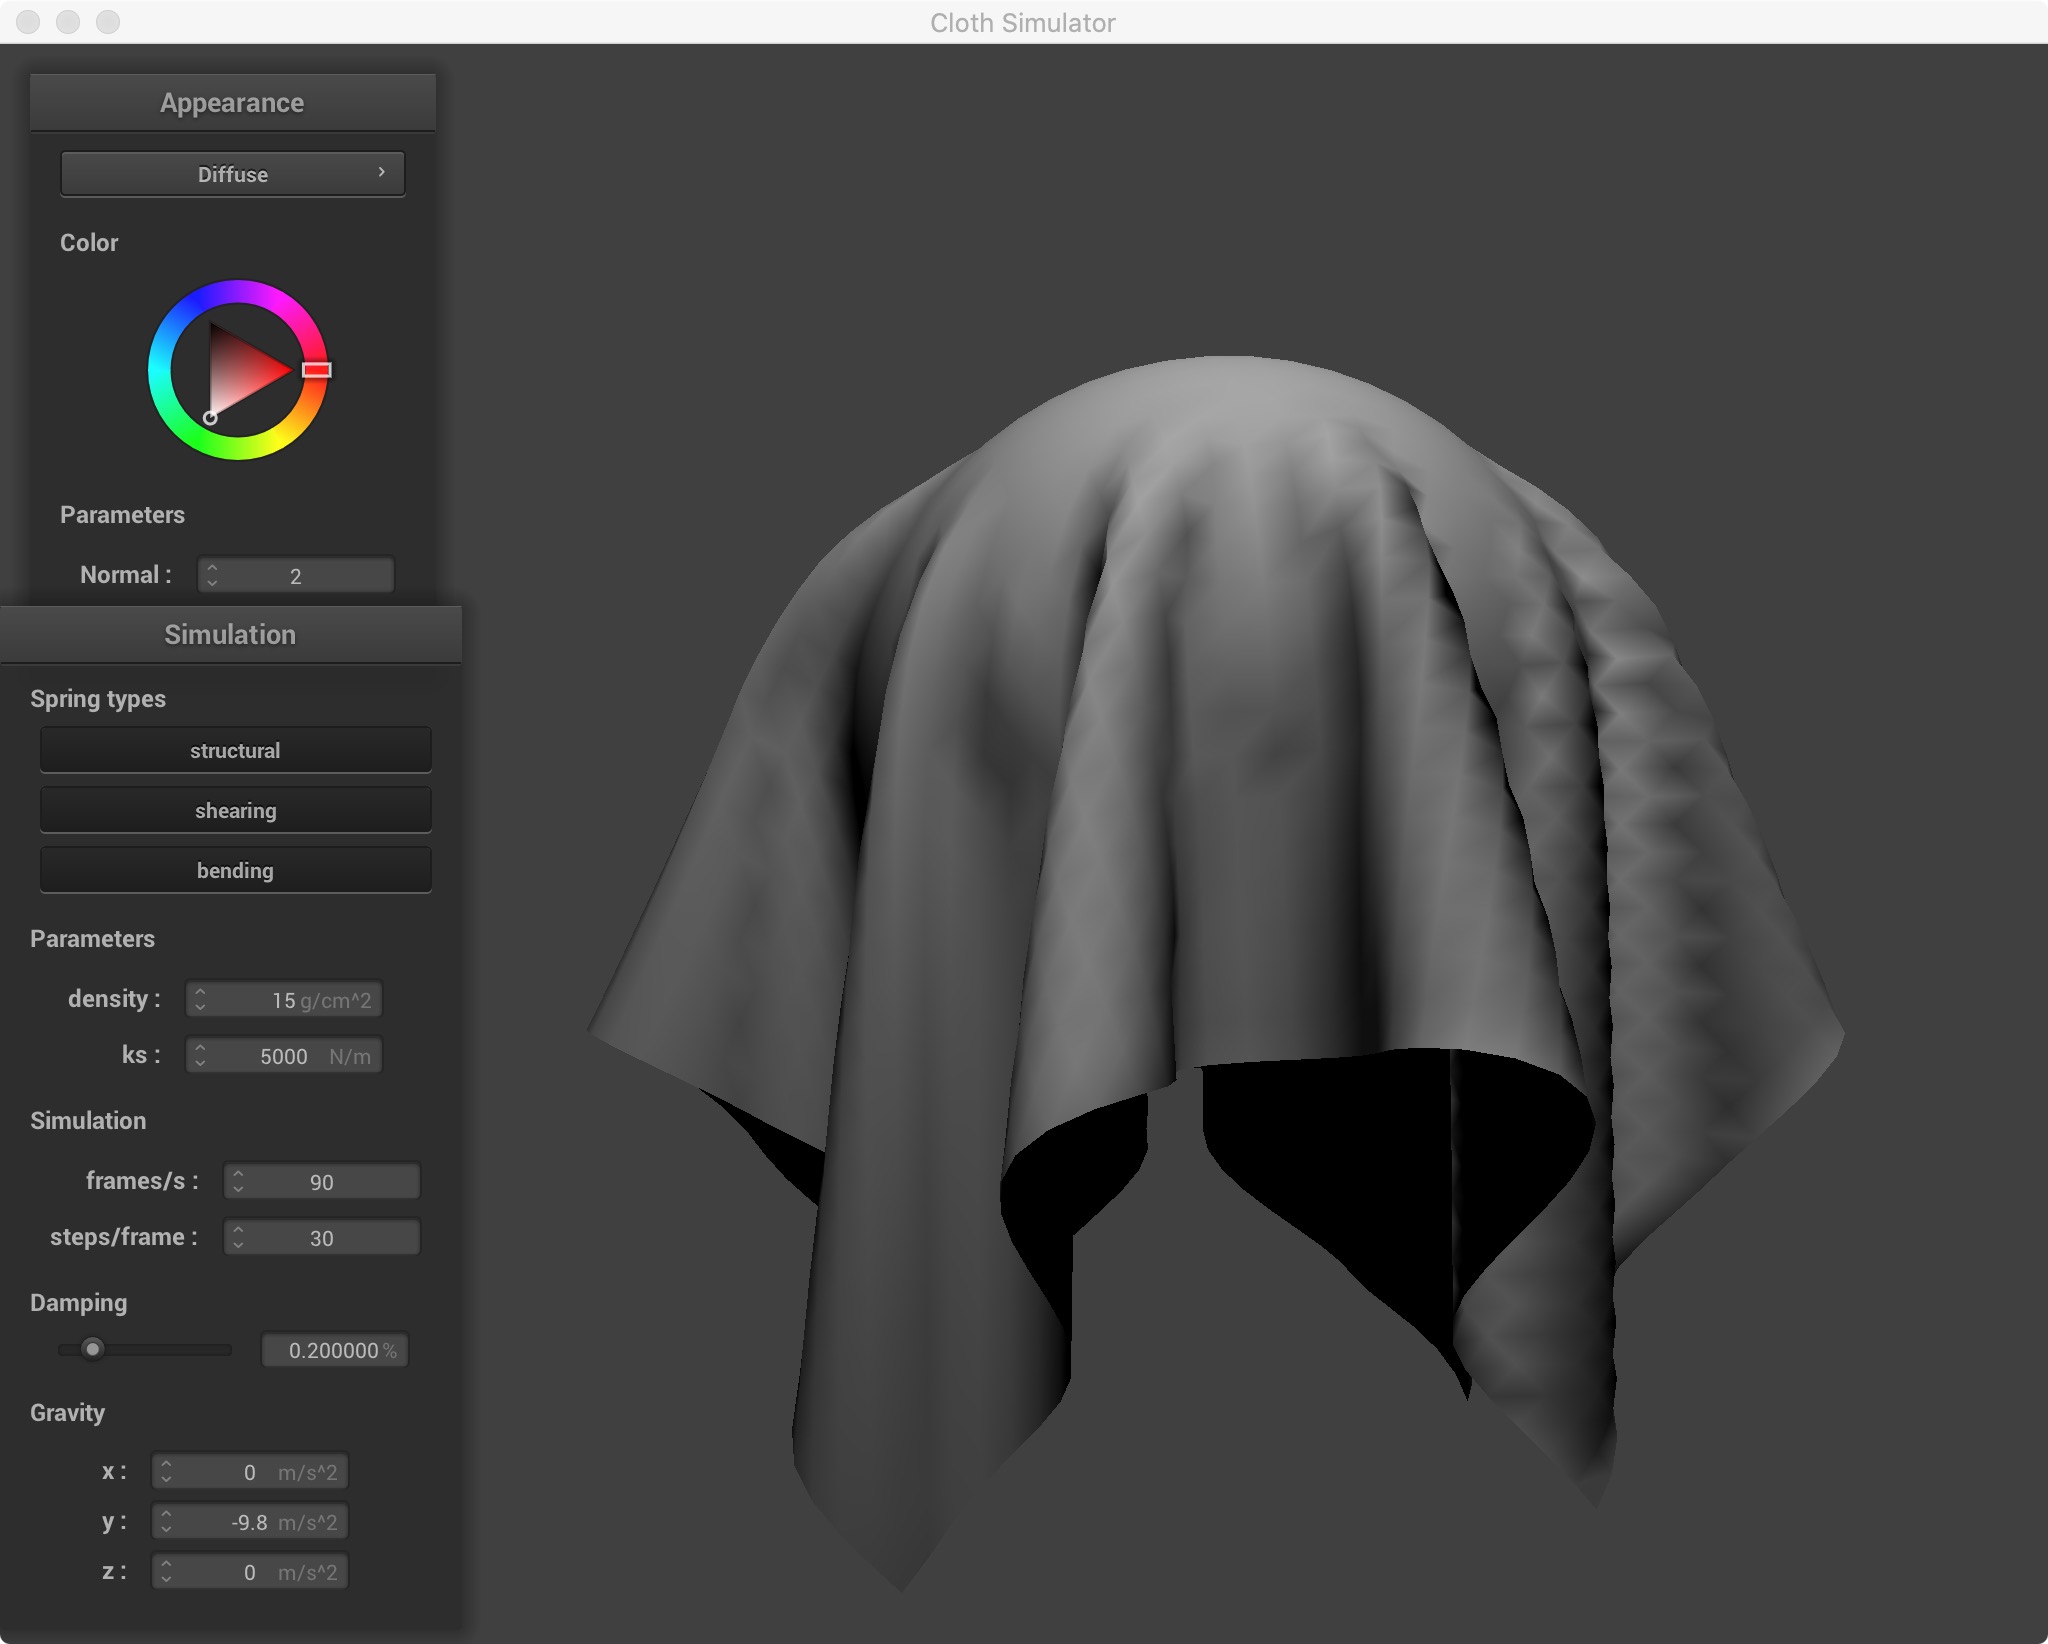 Cloth Simulator
Appearance
Diffuse
Color
Parameters
Normal : 2
Simulation
Spring types
structural
shearing
bending
Parameters
density : 15 g/cm^2
ks : 5000 N/m
Simulation
frames/s : 90
steps/frame : 30
Damping
0.200000 %
Gravity
x : 0 m/s^2
y : -9.8 m/s^2
z : 0 m/s^2